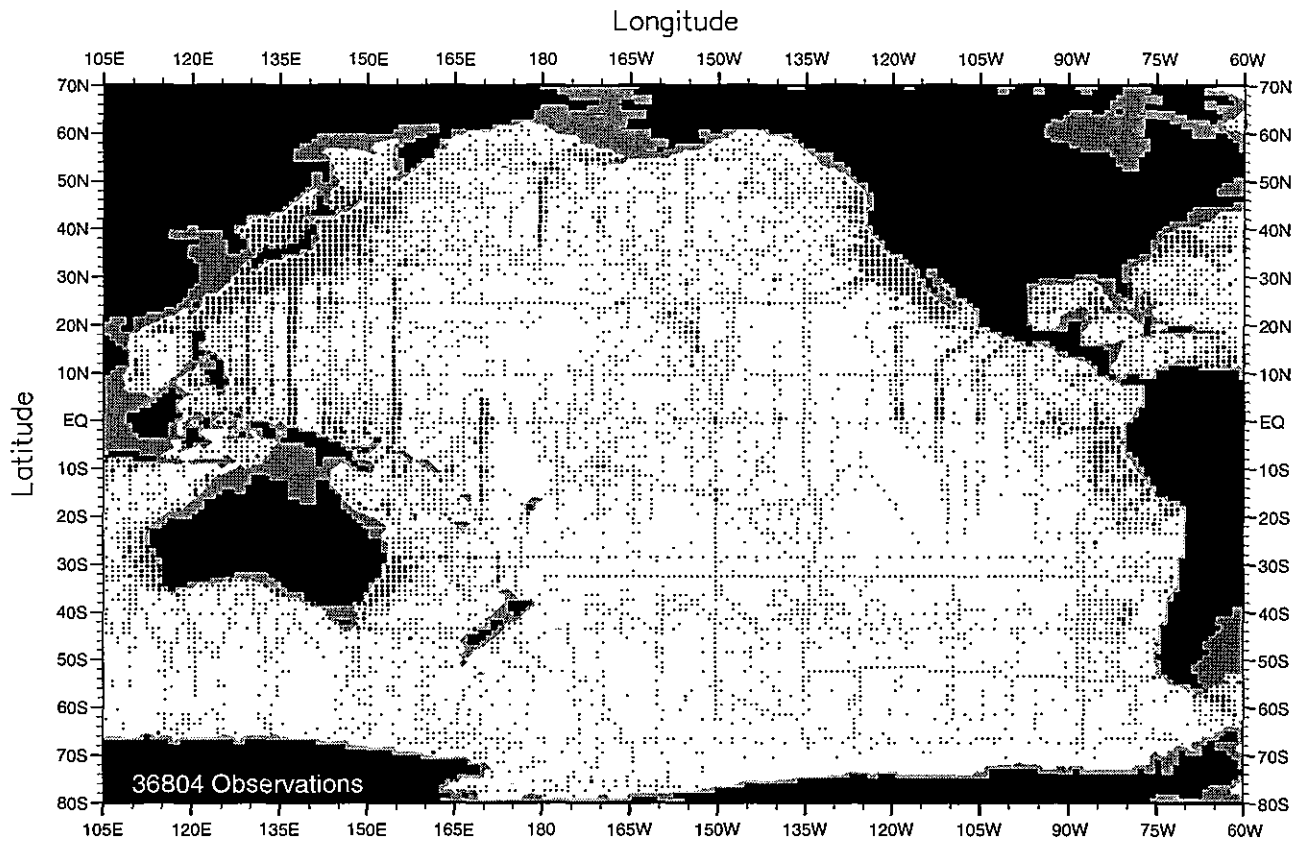 Longitude
105E 120E 135E 150E 165E 180 165W 150W 135W 120W 105W 90W 75W 60W
70N 70N
60N 60N
50N 50N
40N 40N
30N 30N
20N 20N
10N 10N
EQ EQ
Latitude
10S 10S
20S 20S
30S 30S
40S 40S
50S 50S
60S 60S
70S 70S
36804 Observations
80S 80S
105E 120E 135E 150E 165E 180 165W 150W 135W 120W 105W 90W 75W 60W